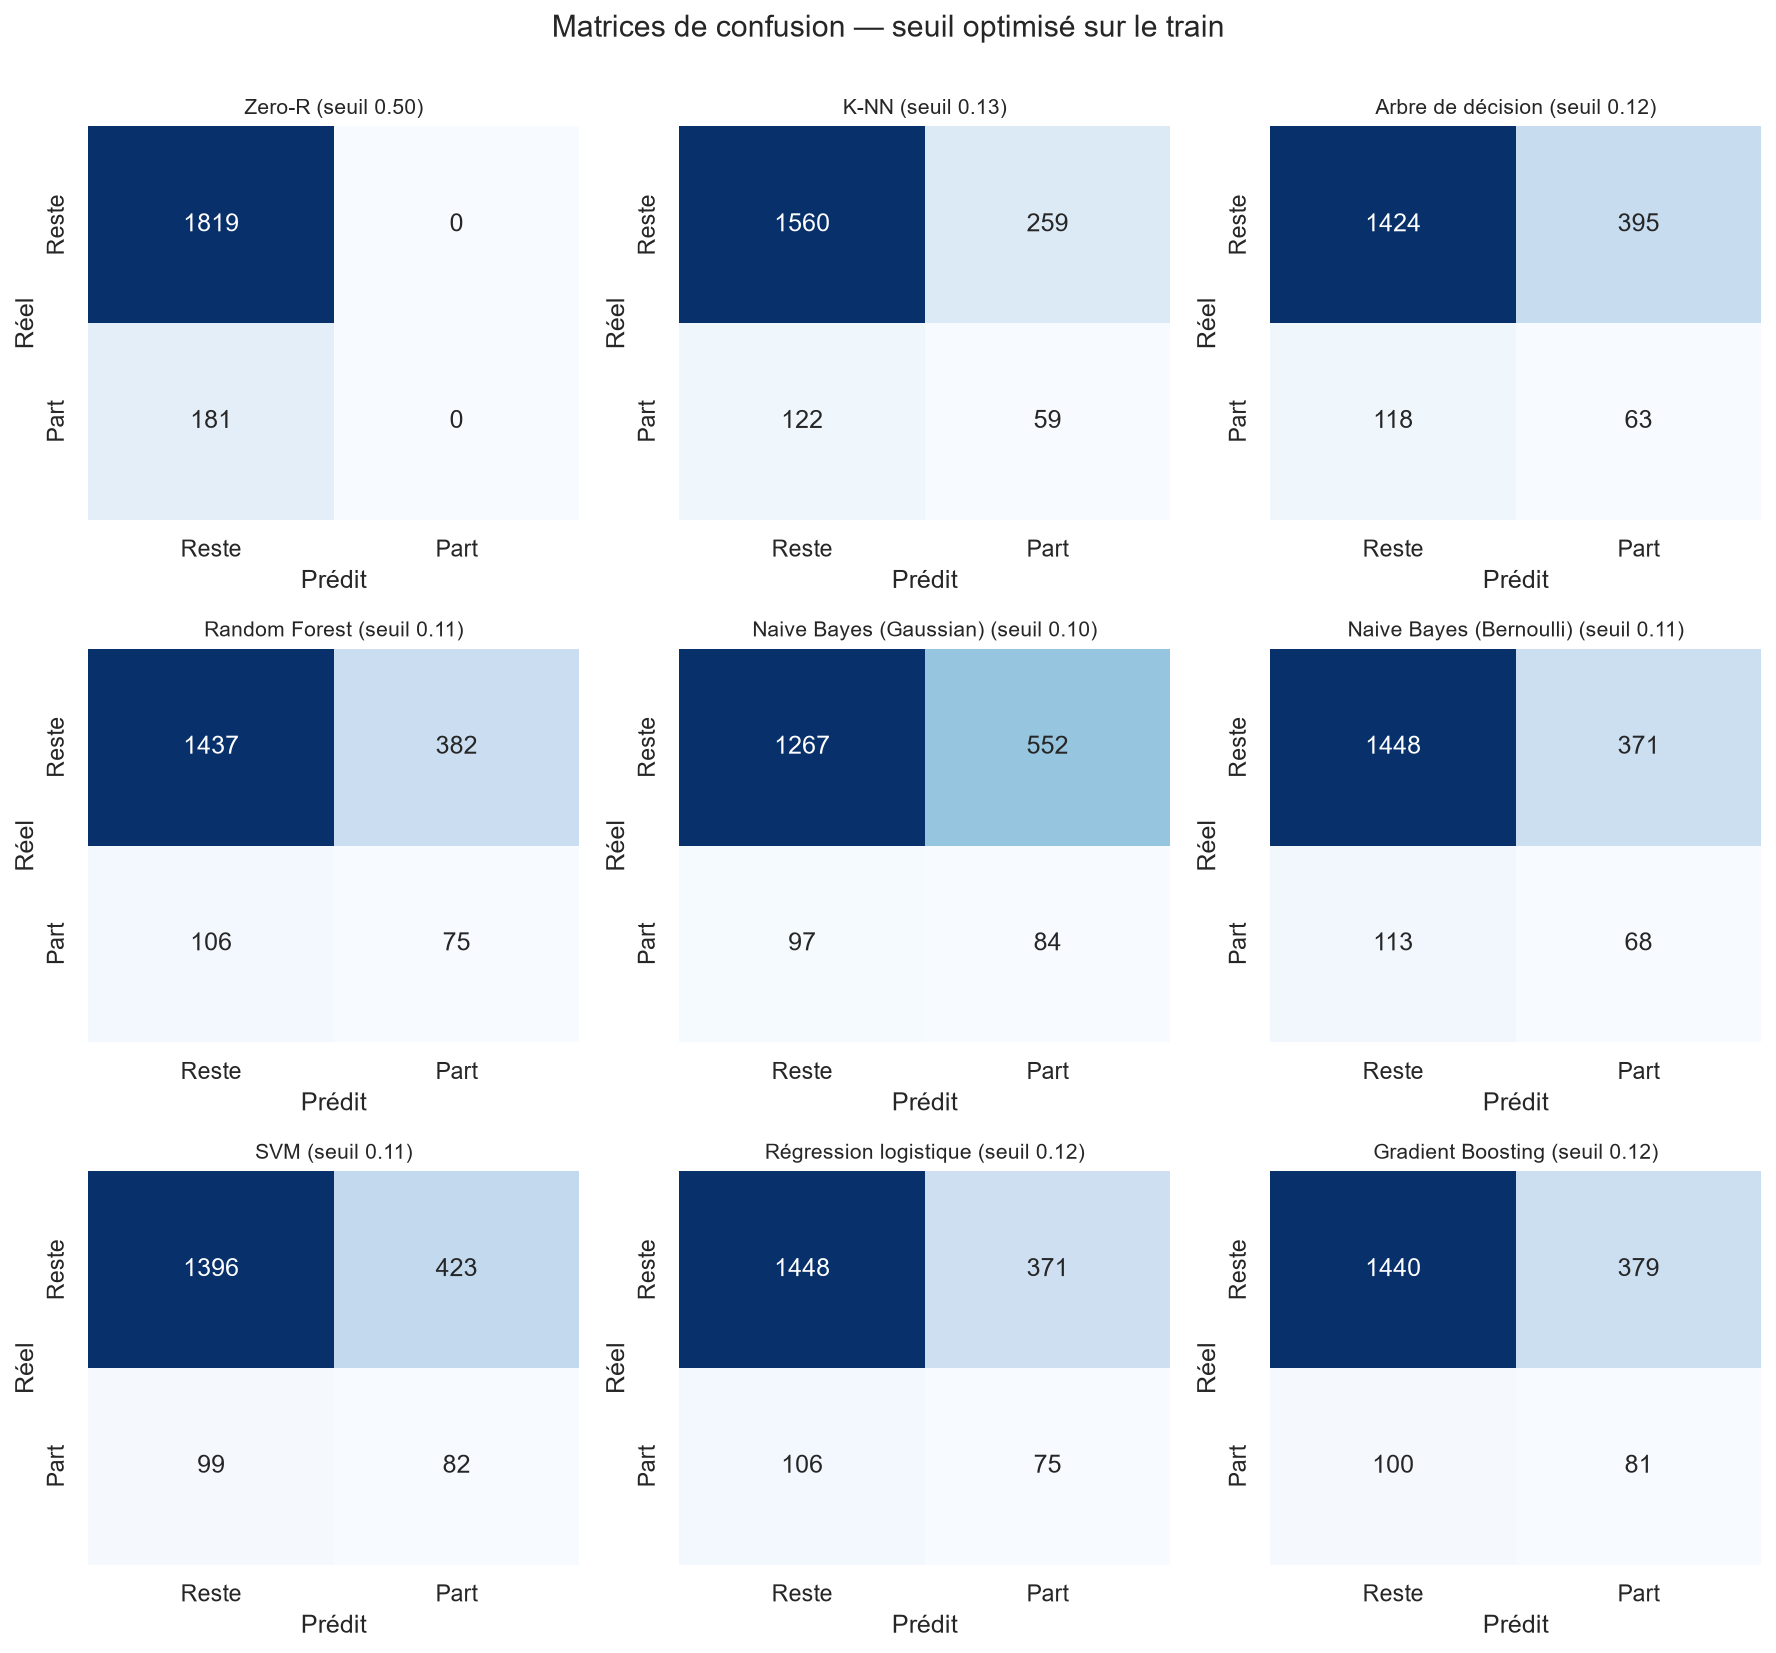 Matrices de confusion — seuil optimisé sur le train
Zero-R (seuil 0.50)
Réel
Reste
1819
0
Part
181
0
Reste
Part
Prédit
K-NN (seuil 0.13)
Réel
Reste
1560
259
Part
122
59
Reste
Part
Prédit
Arbre de décision (seuil 0.12)
Réel
Reste
1424
395
Part
118
63
Reste
Part
Prédit
Random Forest (seuil 0.11)
Réel
Reste
1437
382
Part
106
75
Reste
Part
Prédit
Naive Bayes (Gaussian) (seuil 0.10)
Réel
Reste
1267
552
Part
97
84
Reste
Part
Prédit
Naive Bayes (Bernoulli) (seuil 0.11)
Réel
Reste
1448
371
Part
113
68
Reste
Part
Prédit
SVM (seuil 0.11)
Réel
Reste
1396
423
Part
99
82
Reste
Part
Prédit
Régression logistique (seuil 0.12)
Réel
Reste
1448
371
Part
106
75
Reste
Part
Prédit
Gradient Boosting (seuil 0.12)
Réel
Reste
1440
379
Part
100
81
Reste
Part
Prédit